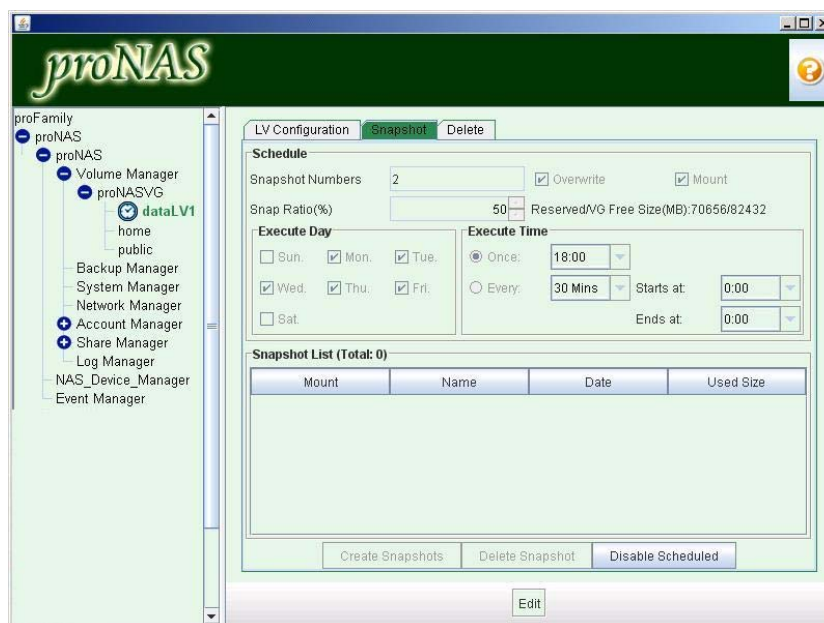 proNAS
proFamily
proNAS
proNAS
Volume Manager
proNASVG
dataLV1
home
public
Backup Manager
System Manager
Network Manager
Account Manager
Share Manager
Log Manager
NAS_Device_Manager
Event Manager
LV Configuration Snapshot Delete
Schedule
Snapshot Numbers 2 Overwrite Mount
Snap Ratio(%) 50 Reserved/VG Free Size(MB):70656/82432
Execute Day Execute Time
Sun. Mon. Tue. Once: 18:00
Wed. Thu. Fri. Every: 30 Mins Starts at: 0:00
Sat. Ends at: 0:00
Snapshot List (Total: 0)
Mount Name Date Used Size
Create Snapshots Delete Snapshot Disable Scheduled
Edit